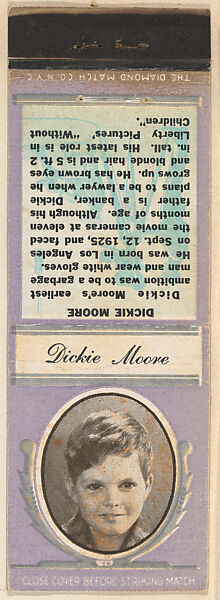 THE DIAMOND MATCH CO. N.Y.C.
DICKIE MOORE
Dickie Moore's earliest
ambition was to be a garbage
man and wear white gloves.
He was born in Los Angeles
on Sept. 12, 1925, and faced
the movie cameras at eleven
months of age. Although his
father is a banker, Dickie
plans to be a lawyer when he
grows up. He has brown eyes
and blond hair and is 5 ft. 2
in. tall. His latest role is in
Liberty Pictures', "Without
Children".
Dickie Moore
CLOSE COVER BEFORE STRIKING MATCH